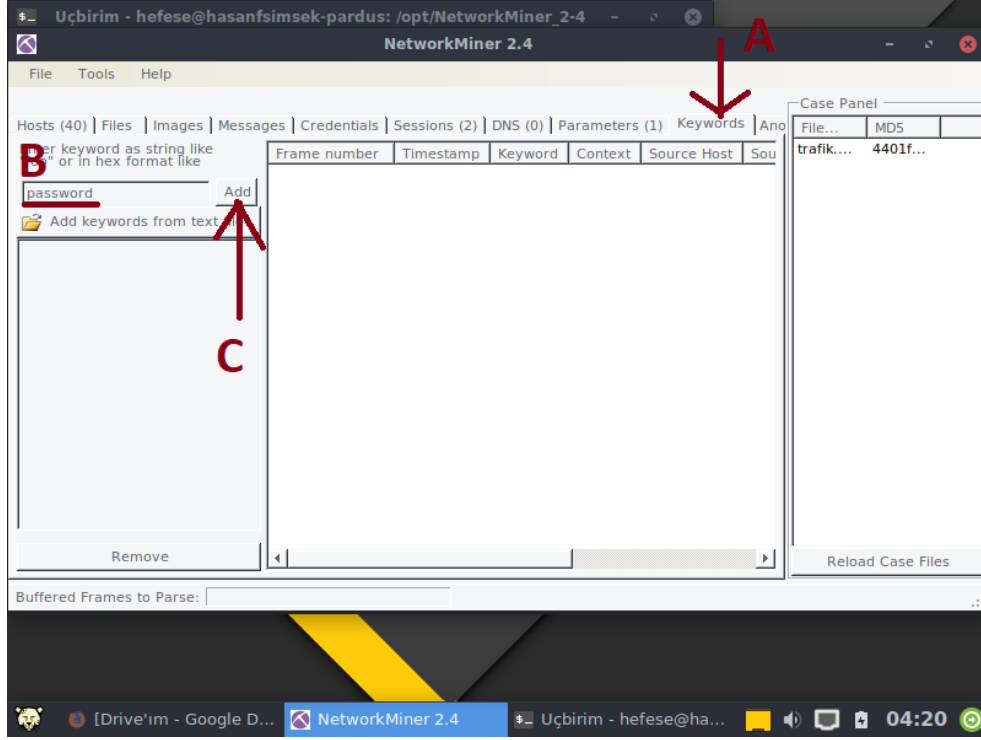 Uçbirim - hefese@hasanfsimsek-pardus: /opt/NetworkMiner_2-4
NetworkMiner 2.4
A
File Tools Help
Case Panel
Hosts (40) Files Images Messages Credentials Sessions (2) DNS (0) Parameters (1) Keywords Ano
File... MD5
keyword as string like
or in hex format like
B
Frame number Timestamp Keyword Context Source Host Sou
trafik.... 4401f...
password Add
Add keywords from text
C
Remove
Reload Case Files
Buffered Frames to Parse:
[Drive'ım - Google D... NetworkMiner 2.4 Uçbirim - hefese@ha... 04:20